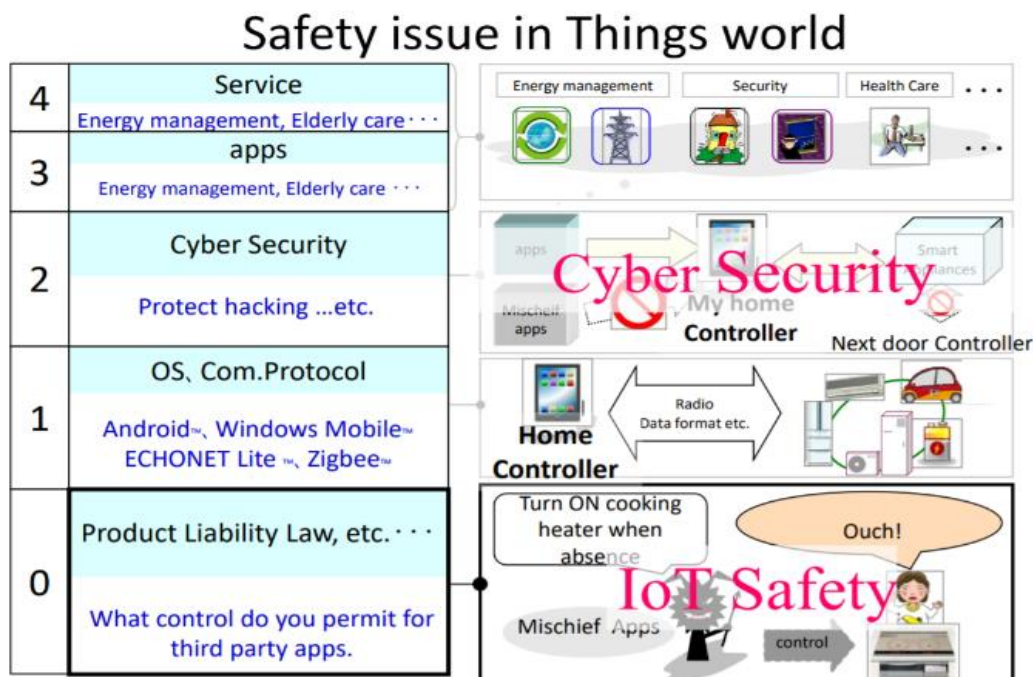 Safety issue in Things world
4
Service
Energy management, Elderly care・・・
3
apps
Energy management, Elderly care ・・・
2
Cyber Security
Protect hacking ...etc.
1
OS、Com.Protocol
Android™、Windows Mobile™
ECHONET Lite ™、Zigbee™
0
Product Liability Law, etc.・・・
What control do you permit for
third party apps.
Energy management
Security
Health Care
・・・
・・・
apps
Smart
Appliances
Cyber Security
Mischeif
apps
My home
Controller
Next door Controller
Home
Controller
Radio
Data format etc.
Turn ON cooking
heater when
absence
Ouch!
IoT Safety
Mischief Apps
control